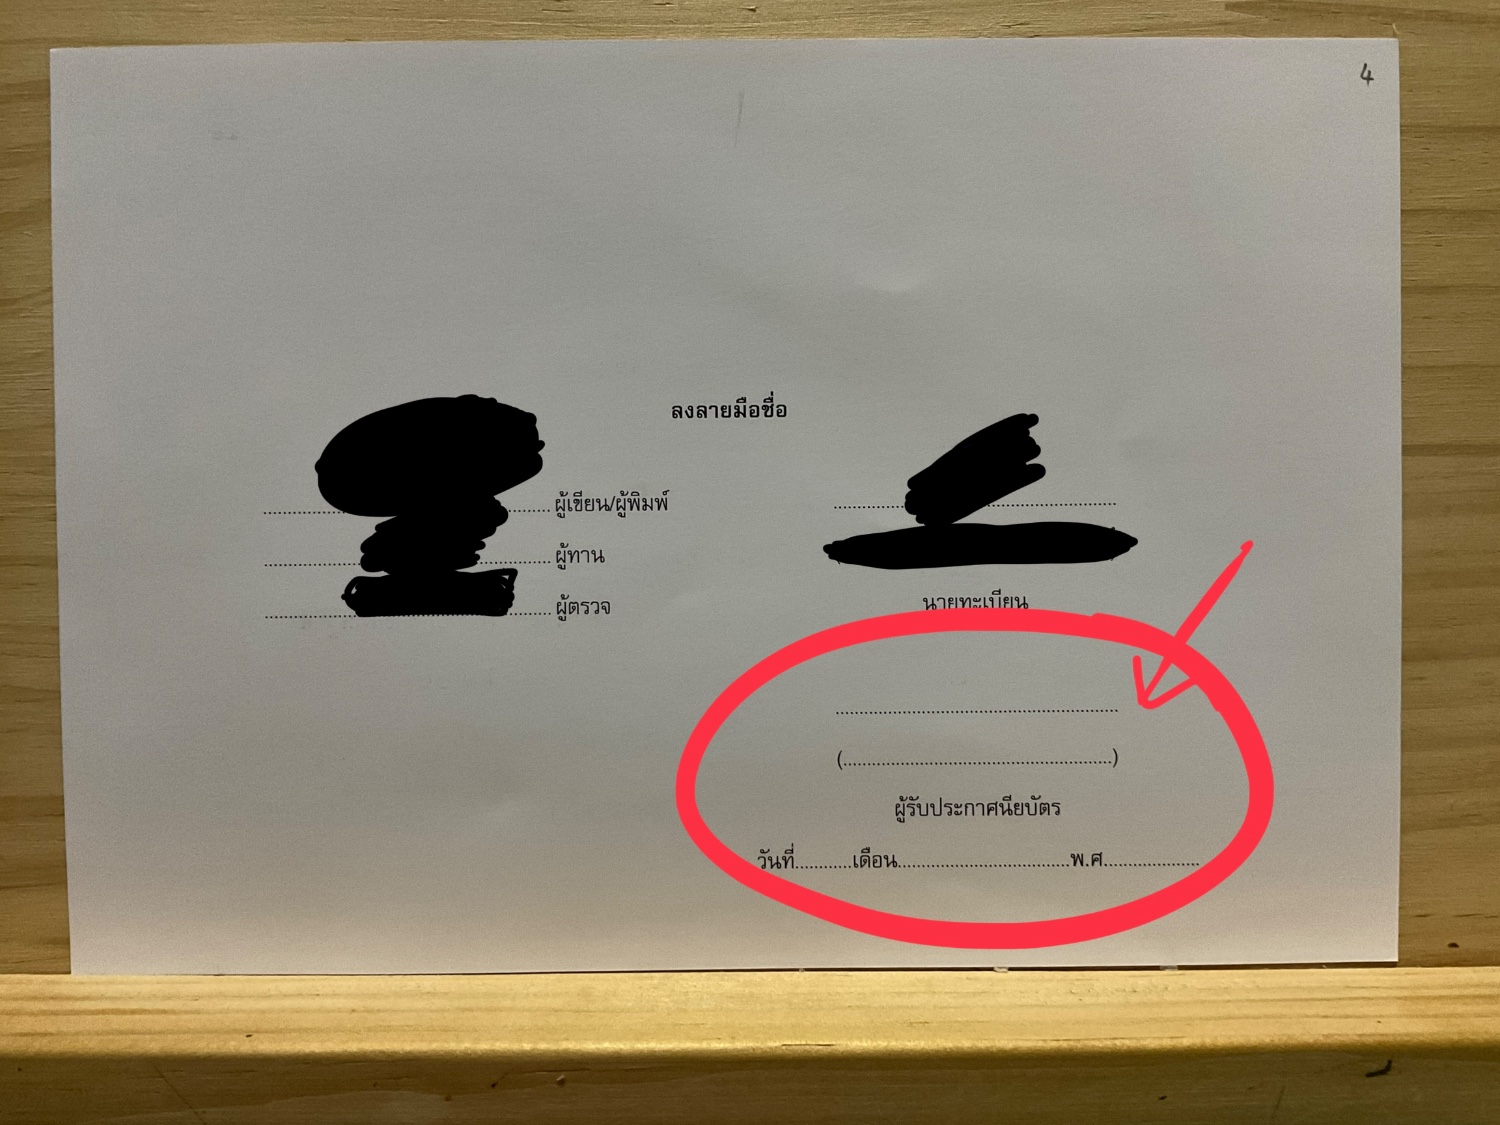 4
ลงลายมือชื่อ
............................................................ ผู้เขียน/ผู้พิมพ์
............................................................ ผู้ทาน
............................................................ ผู้ตรวจ
............................................................
นายทะเบียน
............................................................
(.........................................................)
ผู้รับประกาศนียบัตร
วันที่............เดือน....................................พ.ศ....................